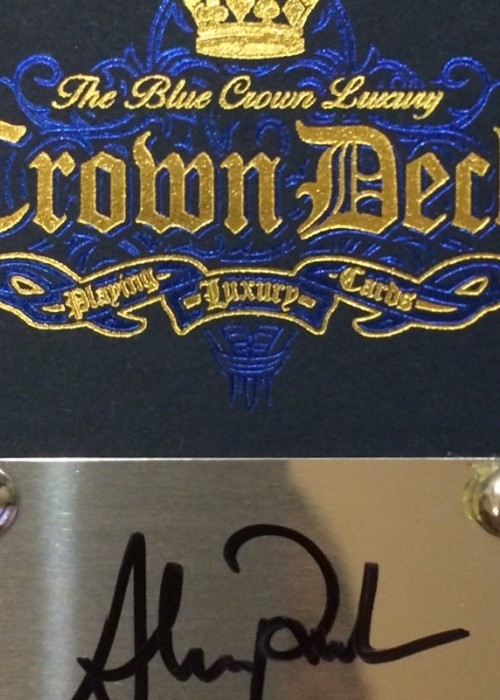 The Blue Crown Luxury
Crown Deck
-Playing -Luxury- Cards-